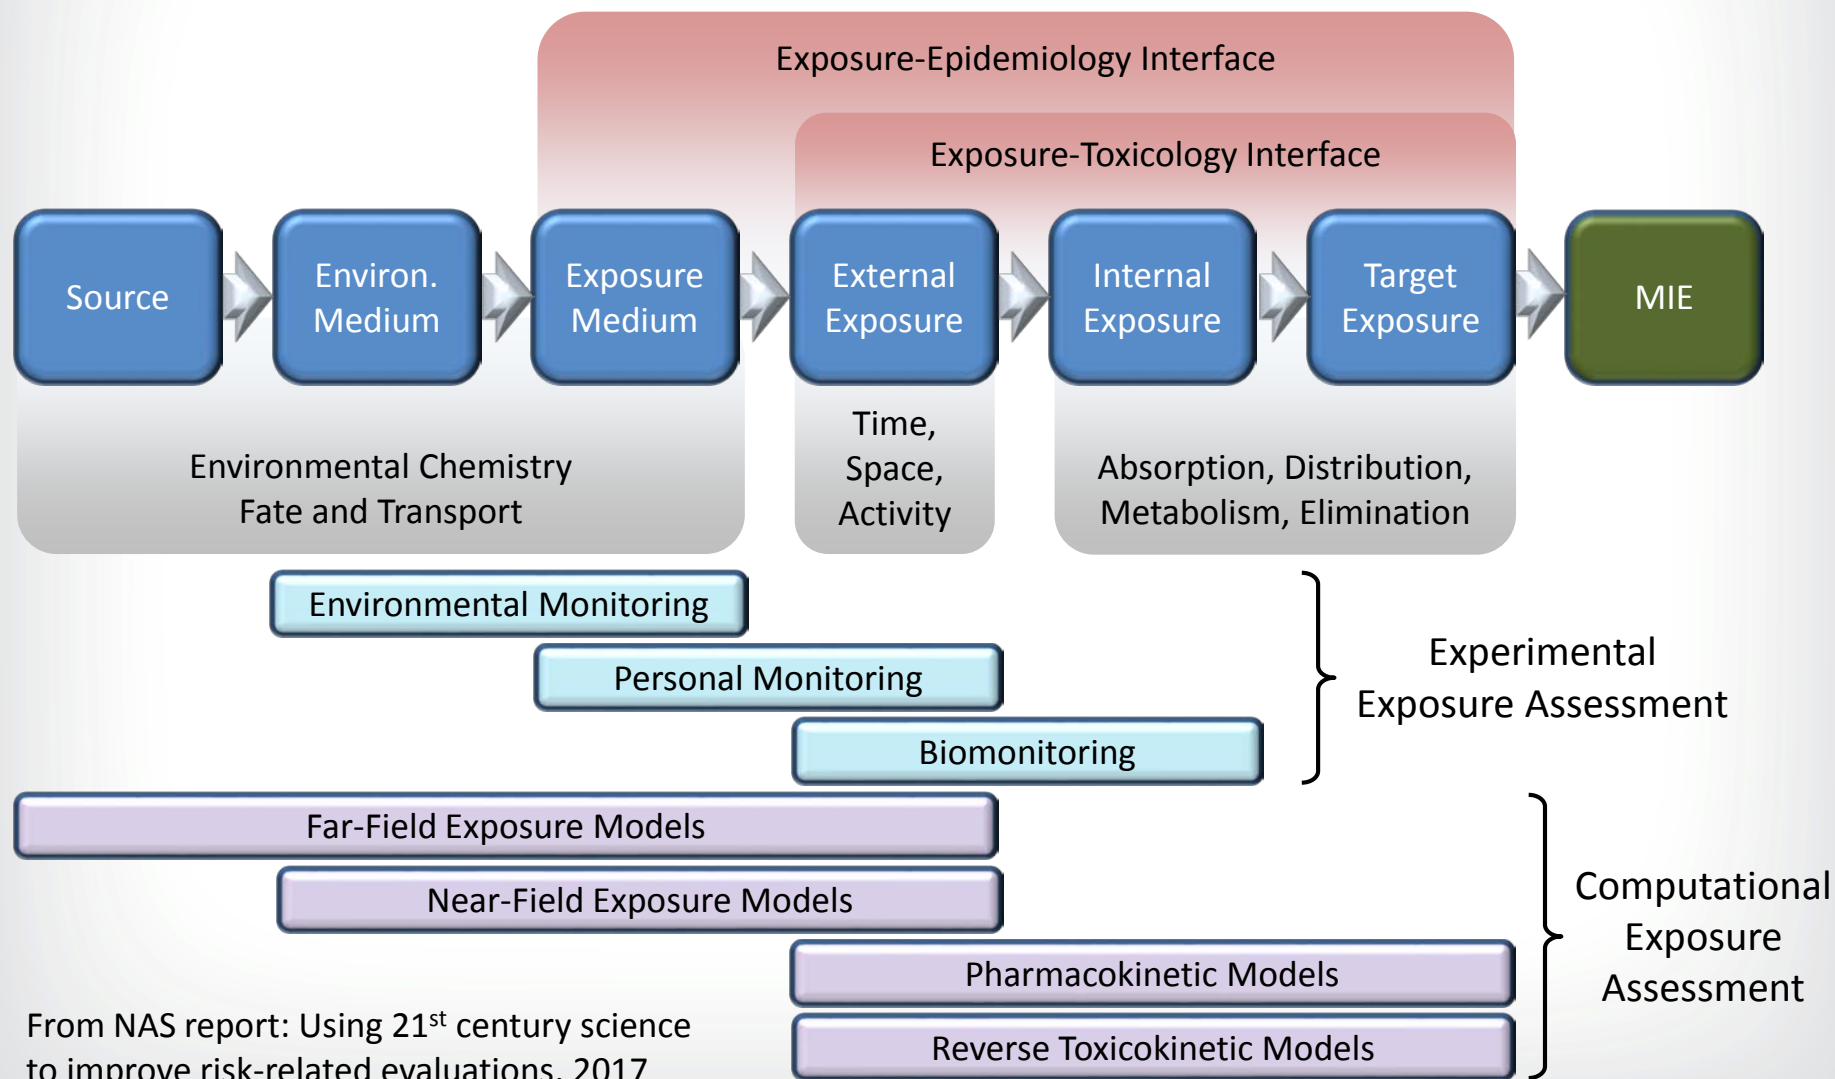 Exposure-Epidemiology Interface
Exposure-Toxicology Interface
Source
Environ.
Medium
Exposure
Medium
External
Exposure
Internal
Exposure
Target
Exposure
MIE
Environmental Chemistry
Fate and Transport
Time,
Space,
Activity
Absorption, Distribution,
Metabolism, Elimination
Environmental Monitoring
Personal Monitoring
Biomonitoring
Experimental
Exposure Assessment
Far-Field Exposure Models
Near-Field Exposure Models
Pharmacokinetic Models
Reverse Toxicokinetic Models
Computational
Exposure
Assessment
From NAS report: Using 21st century science
to improve risk-related evaluations, 2017